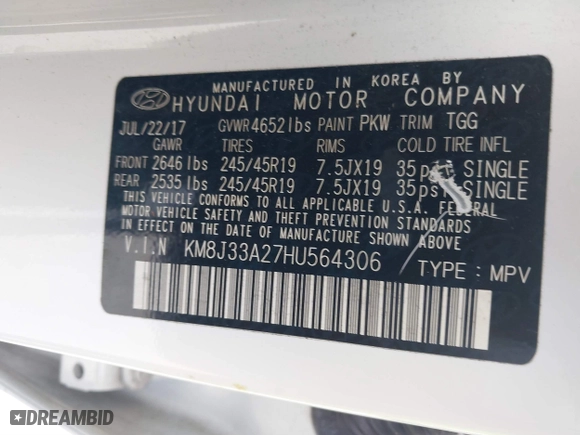 MANUFACTURED IN KOREA BY
HYUNDAI MOTOR COMPANY
JUL/22/17 GVWR 4652lbs PAINT PKW TRIM TGG
GAWR TIRES RIMS COLD TIRE INFL
FRONT 2646 lbs 245/45R19 7.5JX19 35 psi SINGLE
REAR 2535 lbs 245/45R19 7.5JX19 35 psi SINGLE
THIS VEHICLE CONFORMS TO ALL APPLICABLE U.S.A. FEDERAL
MOTOR VEHICLE SAFETY AND THEFT PREVENTION STANDARDS
IN EFFECT ON THE DATE OF MANUFACTURE SHOWN ABOVE.
V.I.N KM8J33A27HU564306 TYPE : MPV
DREAMBID